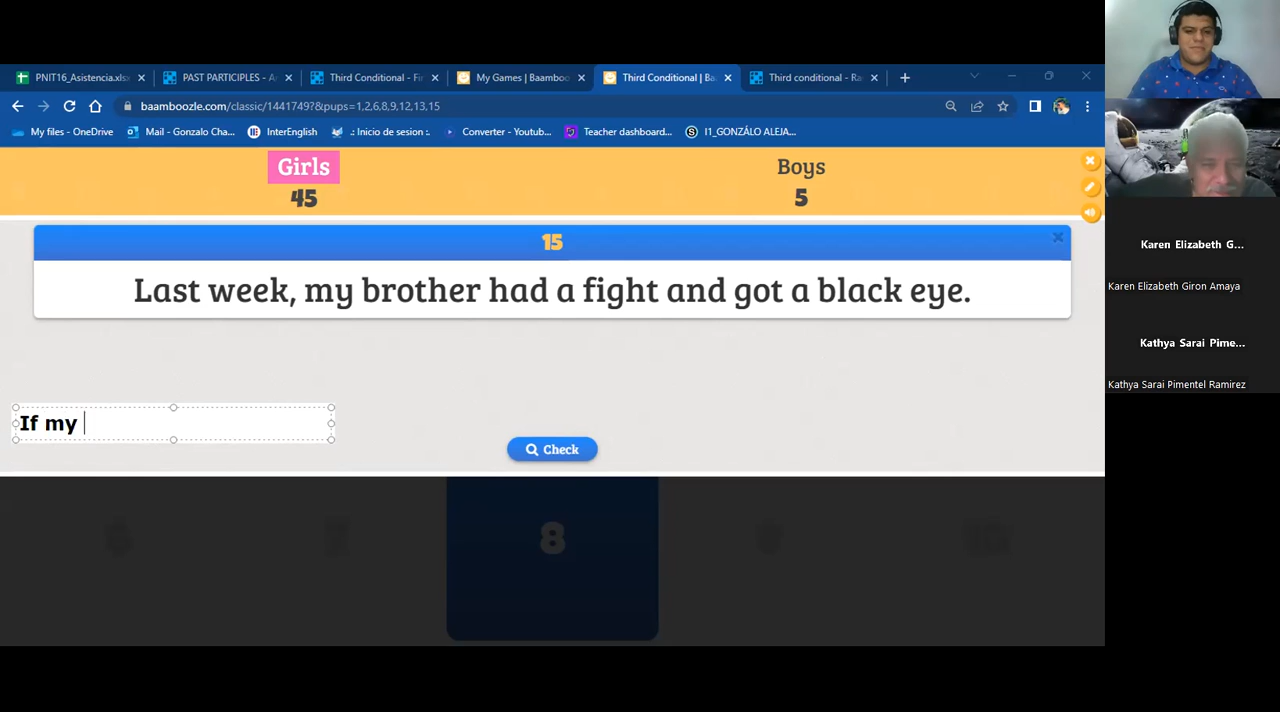 PNIT16_Asistencia.xls
PAST PARTICIPLES - A
Third Conditional - Fi
My Games | Baamboo
Third Conditional | Ba
Third conditional - Ra
baamboozle.com/classic/1441749?&pups=1,2,6,8,9,12,13,15
My files - OneDrive
Mail - Gonzalo Cha...
InterEnglish
.: Inicio de sesion :.
Converter - Youtub...
Teacher dashboard...
I1_GONZÁLO ALEJA...
Girls
45
Boys
5
15
Last week, my brother had a fight and got a black eye.
If my
Check
8
Karen Elizabeth G...
Karen Elizabeth Giron Amaya
Kathya Sarai Pime...
Kathya Sarai Pimentel Ramirez